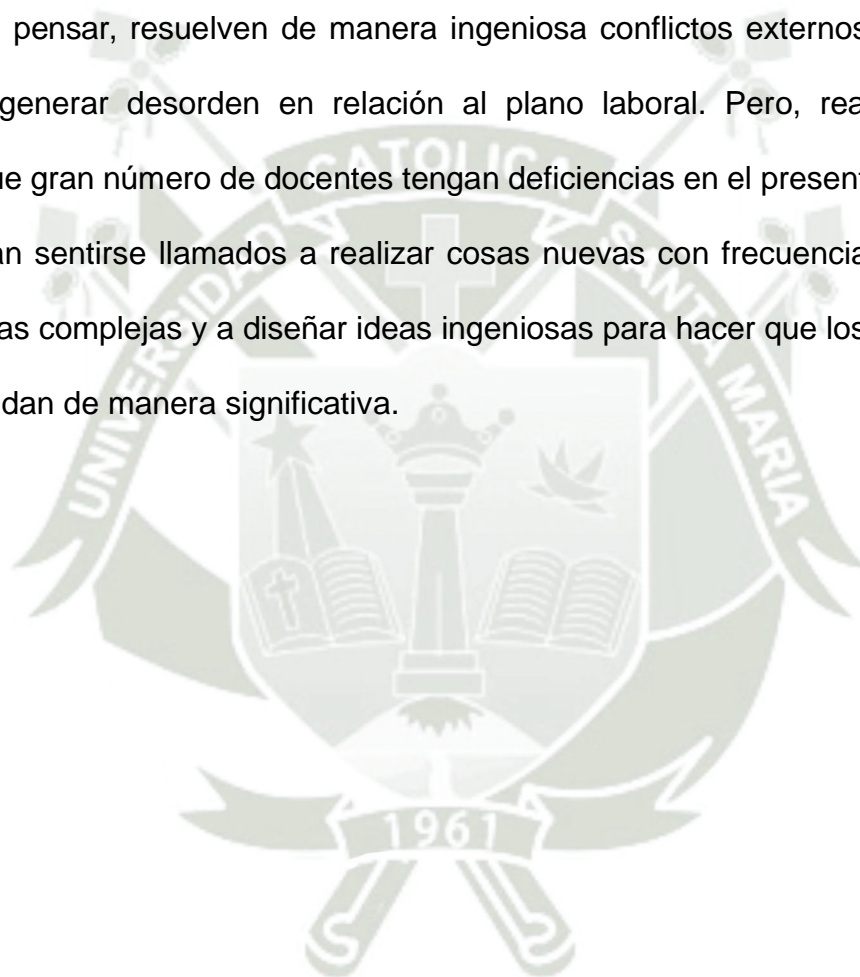 pensar, resuelven de manera ingeniosa conflictos externos
generar desorden en relación al plano laboral. Pero, rea
ue gran número de docentes tengan deficiencias en el present
an sentirse llamados a realizar cosas nuevas con frecuencia
as complejas y a diseñar ideas ingeniosas para hacer que los
dan de manera significativa.
UNIVERSIDAD CATOLICA SANTA MARIA
1961